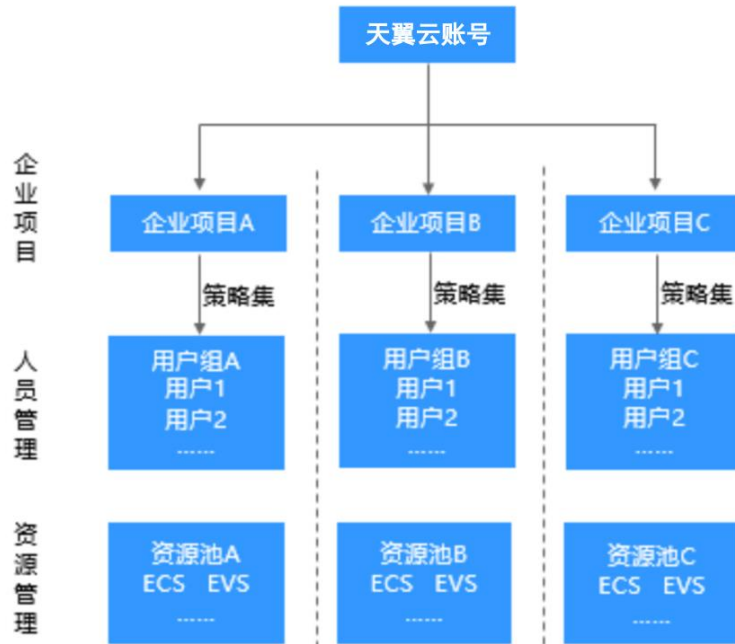 天翼云账号
企业项目
企业项目A
企业项目B
企业项目C
策略集
策略集
策略集
人员管理
用户组A
用户1
用户2
......
用户组B
用户1
用户2
......
用户组C
用户1
用户2
......
资源管理
资源池A
ECS EVS
......
资源池B
ECS EVS
......
资源池C
ECS EVS
......